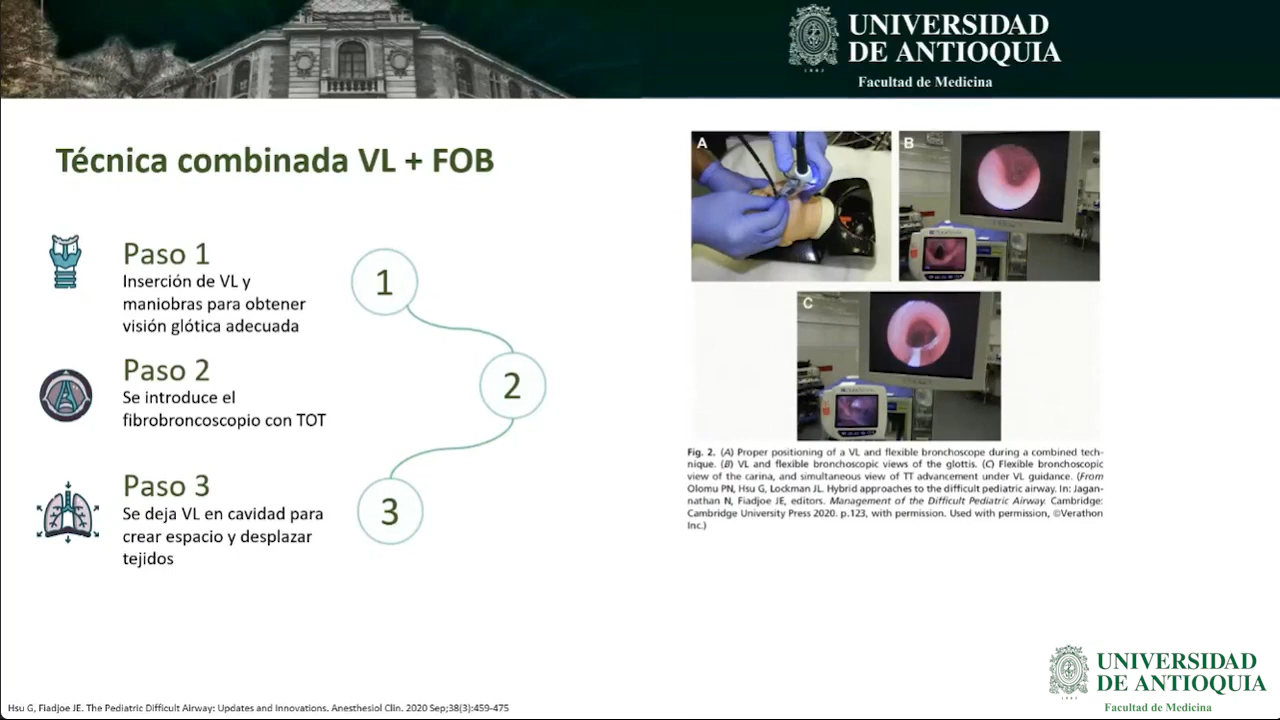 UNIVERSIDAD
DE ANTIOQUIA
1803
Facultad de Medicina
Técnica combinada VL + FOB
Paso 1
Inserción de VL y
maniobras para obtener
visión glótica adecuada
Paso 2
Se introduce el
fibrobroncoscopio con TOT
Paso 3
Se deja VL en cavidad para
crear espacio y desplazar
tejidos
1
2
3
A
B
C
Fig. 2. (A) Proper positioning of a VL and flexible bronchoscope during a combined tech-
nique. (B) VL and flexible bronchoscopic views of the glottis. (C) Flexible bronchoscopic
view of the carina, and simultaneous view of TT advancement under VL guidance. (From
Olomu PN, Hsu G, Lockman JL. Hybrid approaches to the difficult pediatric airway. In: Jagan-
nathan N, Fiadjoe JE, editors. Management of the Difficult Pediatric Airway. Cambridge:
Cambridge University Press 2020. p.123, with permission. Used with permission, ©Verathon
Inc.)
Hsu G, Fiadjoe JE. The Pediatric Difficult Airway: Updates and Innovations. Anesthesiol Clin. 2020 Sep;38(3):459-475
UNIVERSIDAD
DE ANTIOQUIA
1803
Facultad de Medicina